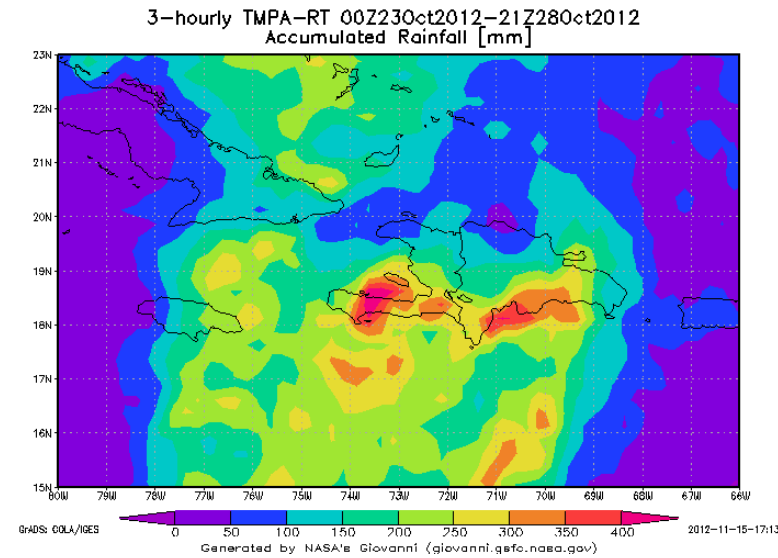 3-hourly TMPA-RT 00Z23Oct2012-21Z28Oct2012
Accumulated Rainfall [mm]
23N
22N
21N
20N
19N
18N
17N
16N
15N
80W 79W 78W 77W 76W 75W 74W 73W 72W 71W 70W 69W 68W 67W 66W
0 50 100 150 200 250 300 350 400
GrADS: COLA/IGES
2012-11-15-17:13
Generated by NASA's Giovanni (giovanni.gsfc.nasa.gov)